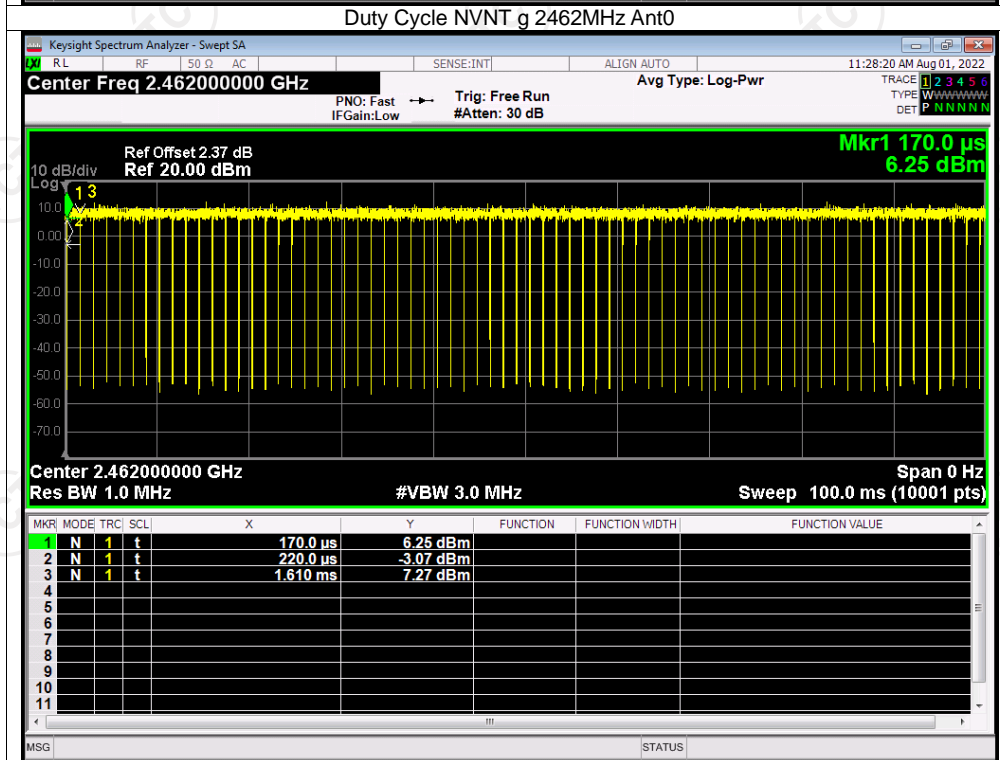 Duty Cycle NVNT g 2462MHz Ant0
Keysight Spectrum Analyzer - Swept SA
LXI RL RF 50 Ω AC SENSE:INT ALIGN AUTO 11:28:20 AM Aug 01, 2022
Center Freq 2.462000000 GHz Avg Type: Log-Pwr TRACE 1 2 3 4 5 6
PNO: Fast Trig: Free Run TYPE WWWWWW
IFGain:Low #Atten: 30 dB DET P N N N N N
Mkr1 170.0 µs
6.25 dBm
Ref Offset 2.37 dB
10 dB/div Ref 20.00 dBm
Log
1 3
10.0
2
0.00
-10.0
-20.0
-30.0
-40.0
-50.0
-60.0
-70.0
Center 2.462000000 GHz Span 0 Hz
Res BW 1.0 MHz #VBW 3.0 MHz Sweep 100.0 ms (10001 pts)
MKR MODE TRC SCL X Y FUNCTION FUNCTION WIDTH FUNCTION VALUE
1 N 1 t 170.0 µs 6.25 dBm
2 N 1 t 220.0 µs -3.07 dBm
3 N 1 t 1.610 ms 7.27 dBm
4
5
6
7
8
9
10
11
MSG STATUS